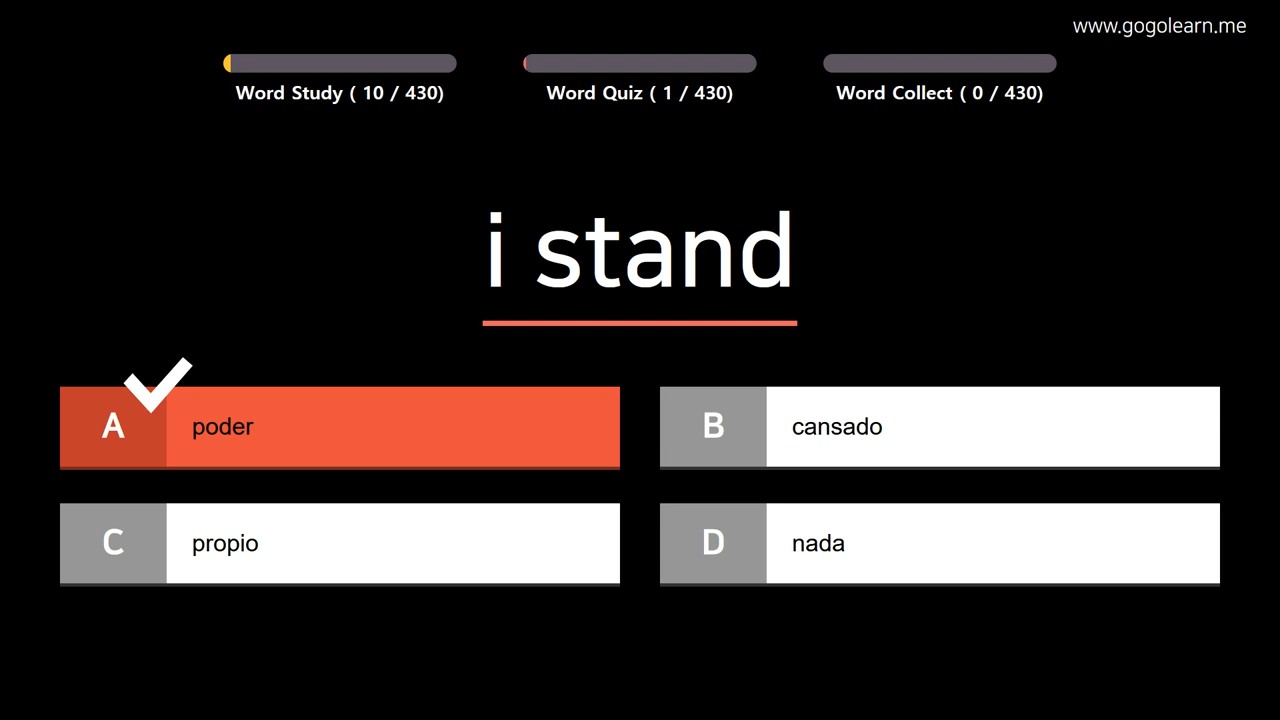 www.gogolearn.me
Word Study ( 10 / 430)
Word Quiz ( 1 / 430)
Word Collect ( 0 / 430)
i stand
A poder
B cansado
C propio
D nada